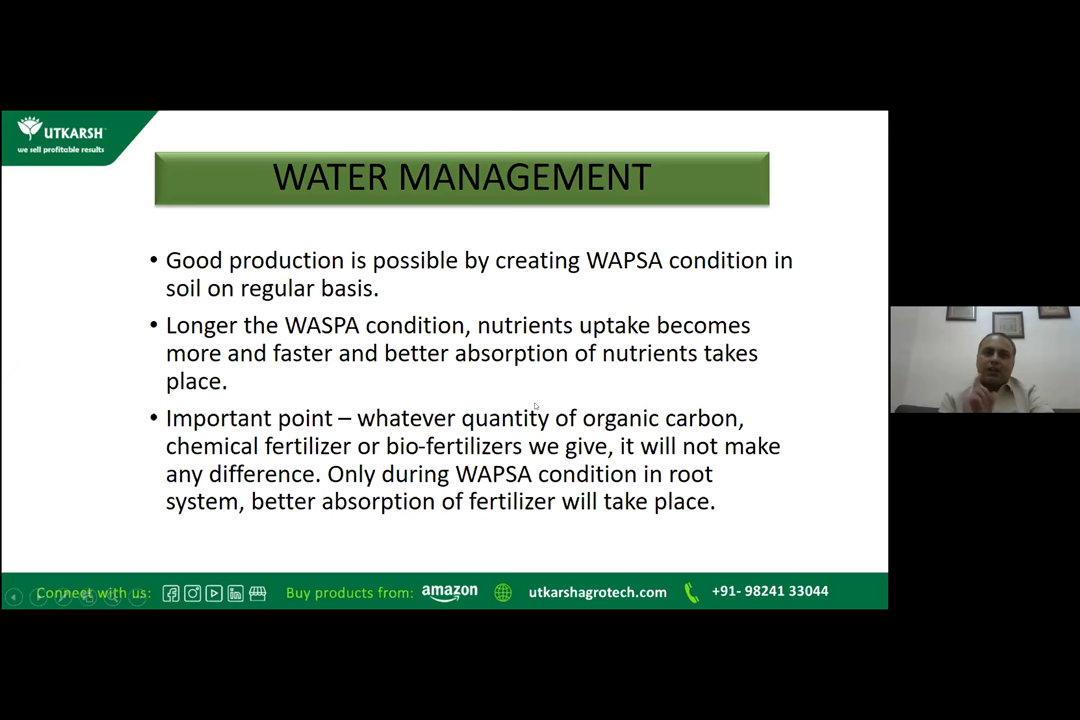 UTKARSH
we sell profitable results
WATER MANAGEMENT
• Good production is possible by creating WAPSA condition in
soil on regular basis.
• Longer the WASPA condition, nutrients uptake becomes
more and faster and better absorption of nutrients takes
place.
• Important point – whatever quantity of organic carbon,
chemical fertilizer or bio-fertilizers we give, it will not make
any difference. Only during WAPSA condition in root
system, better absorption of fertilizer will take place.
Connect with us: Buy products from: amazon utkarshagrotech.com +91- 98241 33044